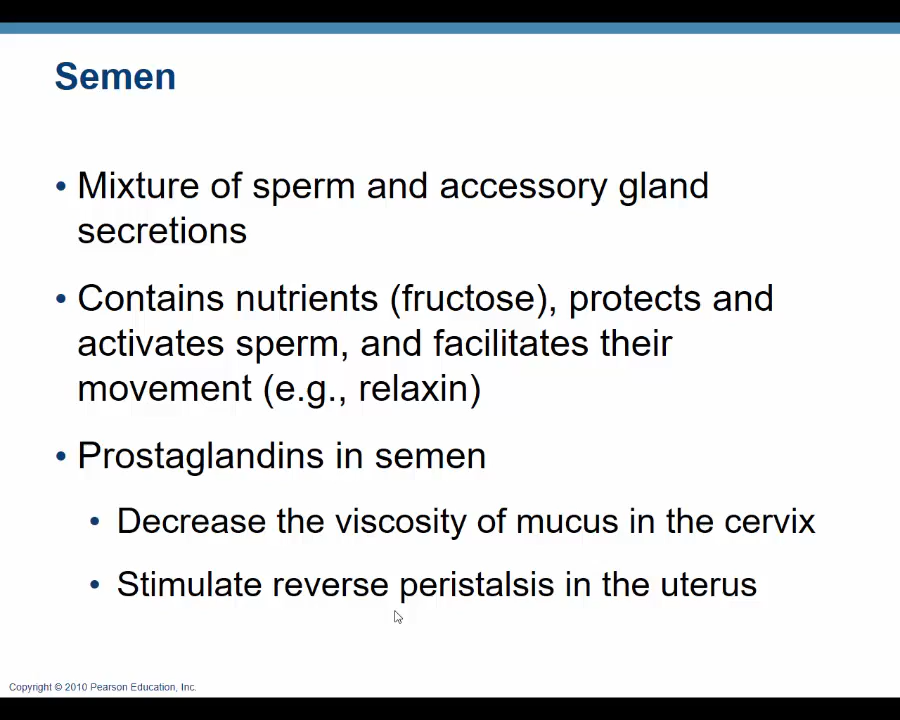 Semen
• Mixture of sperm and accessory gland
secretions
• Contains nutrients (fructose), protects and
activates sperm, and facilitates their
movement (e.g., relaxin)
• Prostaglandins in semen
• Decrease the viscosity of mucus in the cervix
• Stimulate reverse peristalsis in the uterus
Copyright © 2010 Pearson Education, Inc.